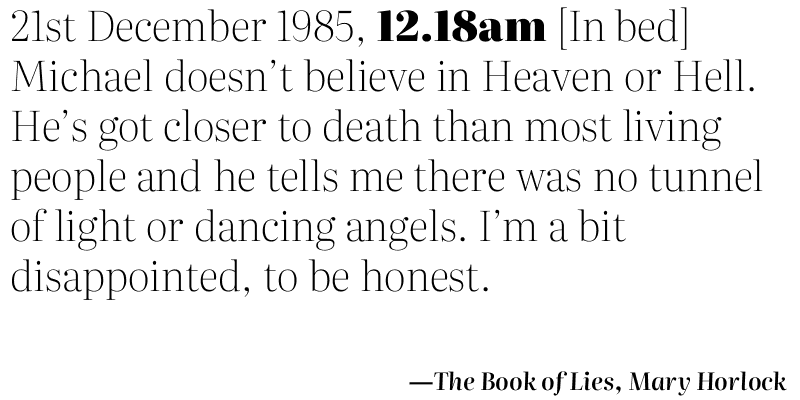 21st December 1985, 12.18am [In bed]
Michael doesn’t believe in Heaven or Hell.
He’s got closer to death than most living
people and he tells me there was no tunnel
of light or dancing angels. I’m a bit
disappointed, to be honest.
—The Book of Lies, Mary Horlock